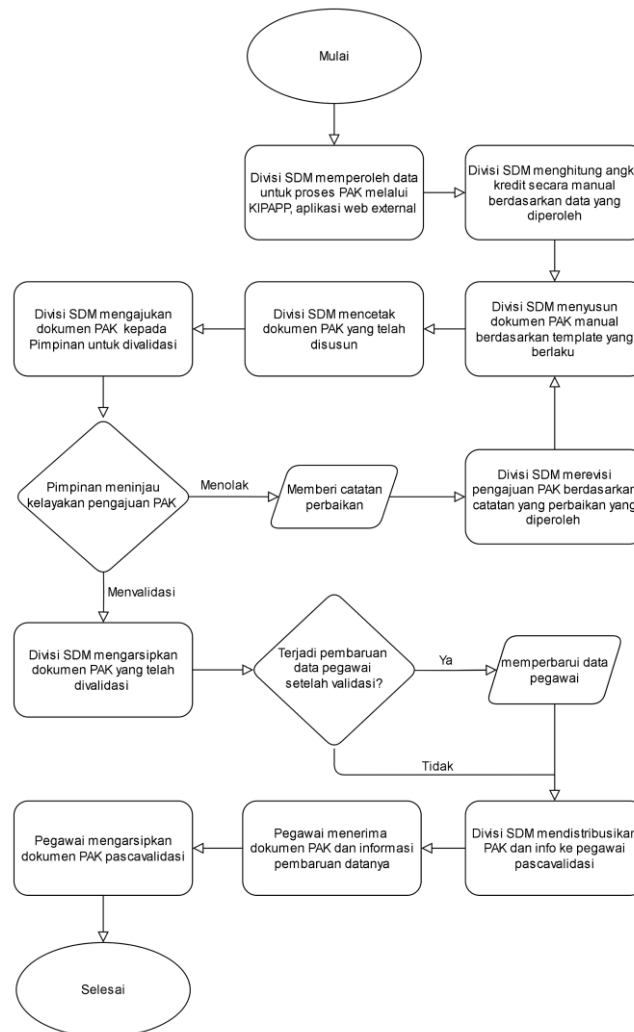 Mulai
Divisi SDM memperoleh data
untuk proses PAK melalui
KIPAPP, aplikasi web external
Divisi SDM menghitung angk
kredit secara manual
berdasarkan data yang
diperoleh
Divisi SDM mengajukan
dokumen PAK kepada
Pimpinan untuk divalidasi
Divisi SDM mencetak
dokumen PAK yang telah
disusun
Divisi SDM menyusun
dokumen PAK manual
berdasarkan template yang
berlaku
Pimpinan meninjau
kelayakan pengajuan PAK
Menolak
Memberi catatan
perbaikan
Divisi SDM merevisi
pengajuan PAK berdasarkan
catatan yang perbaikan yang
diperoleh
Menvalidasi
Divisi SDM mengarsipkan
dokumen PAK yang telah
divalidasi
Terjadi pembaruan
data pegawai
setelah validasi?
Ya
memperbarui data
pegawai
Tidak
Pegawai mengarsipkan
dokumen PAK pascavalidasi
Pegawai menerima
dokumen PAK dan informasi
pembaruan datanya
Divisi SDM mendistribusikan
PAK dan info ke pegawai
pascavalidasi
Selesai